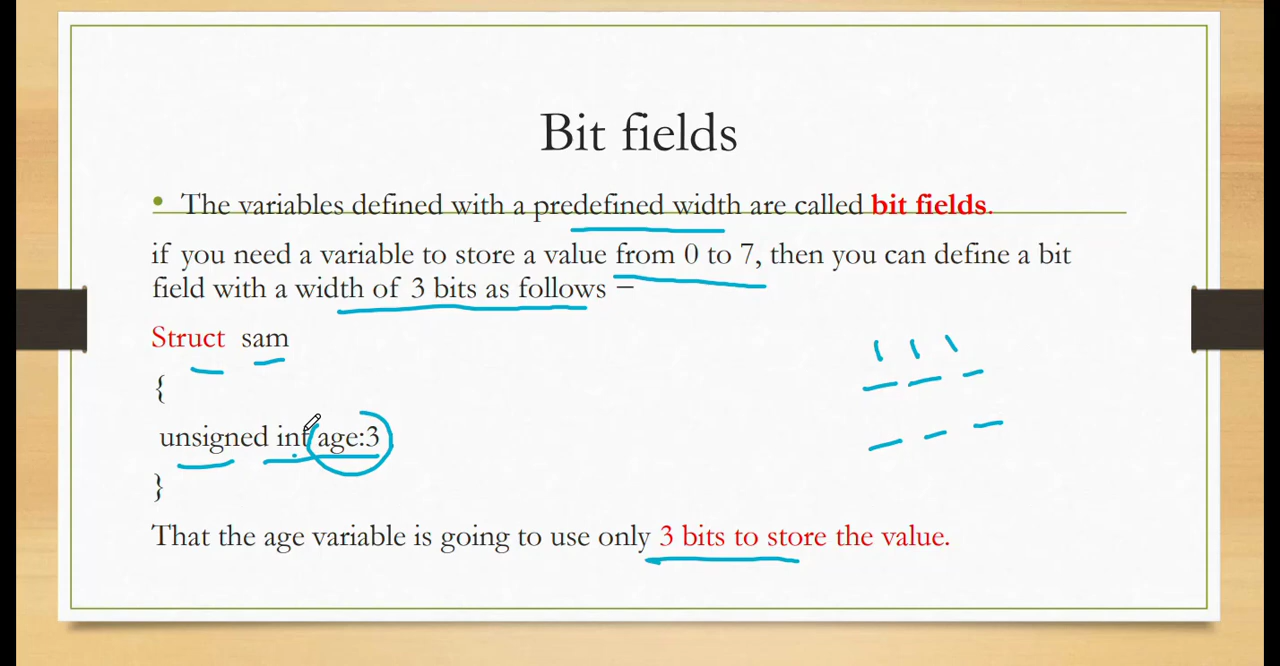 Bit fields
• The variables defined with a predefined width are called bit fields.
if you need a variable to store a value from 0 to 7, then you can define a bit
field with a width of 3 bits as follows −
Struct sam
{
unsigned int age:3
}
That the age variable is going to use only 3 bits to store the value.
1 1 1